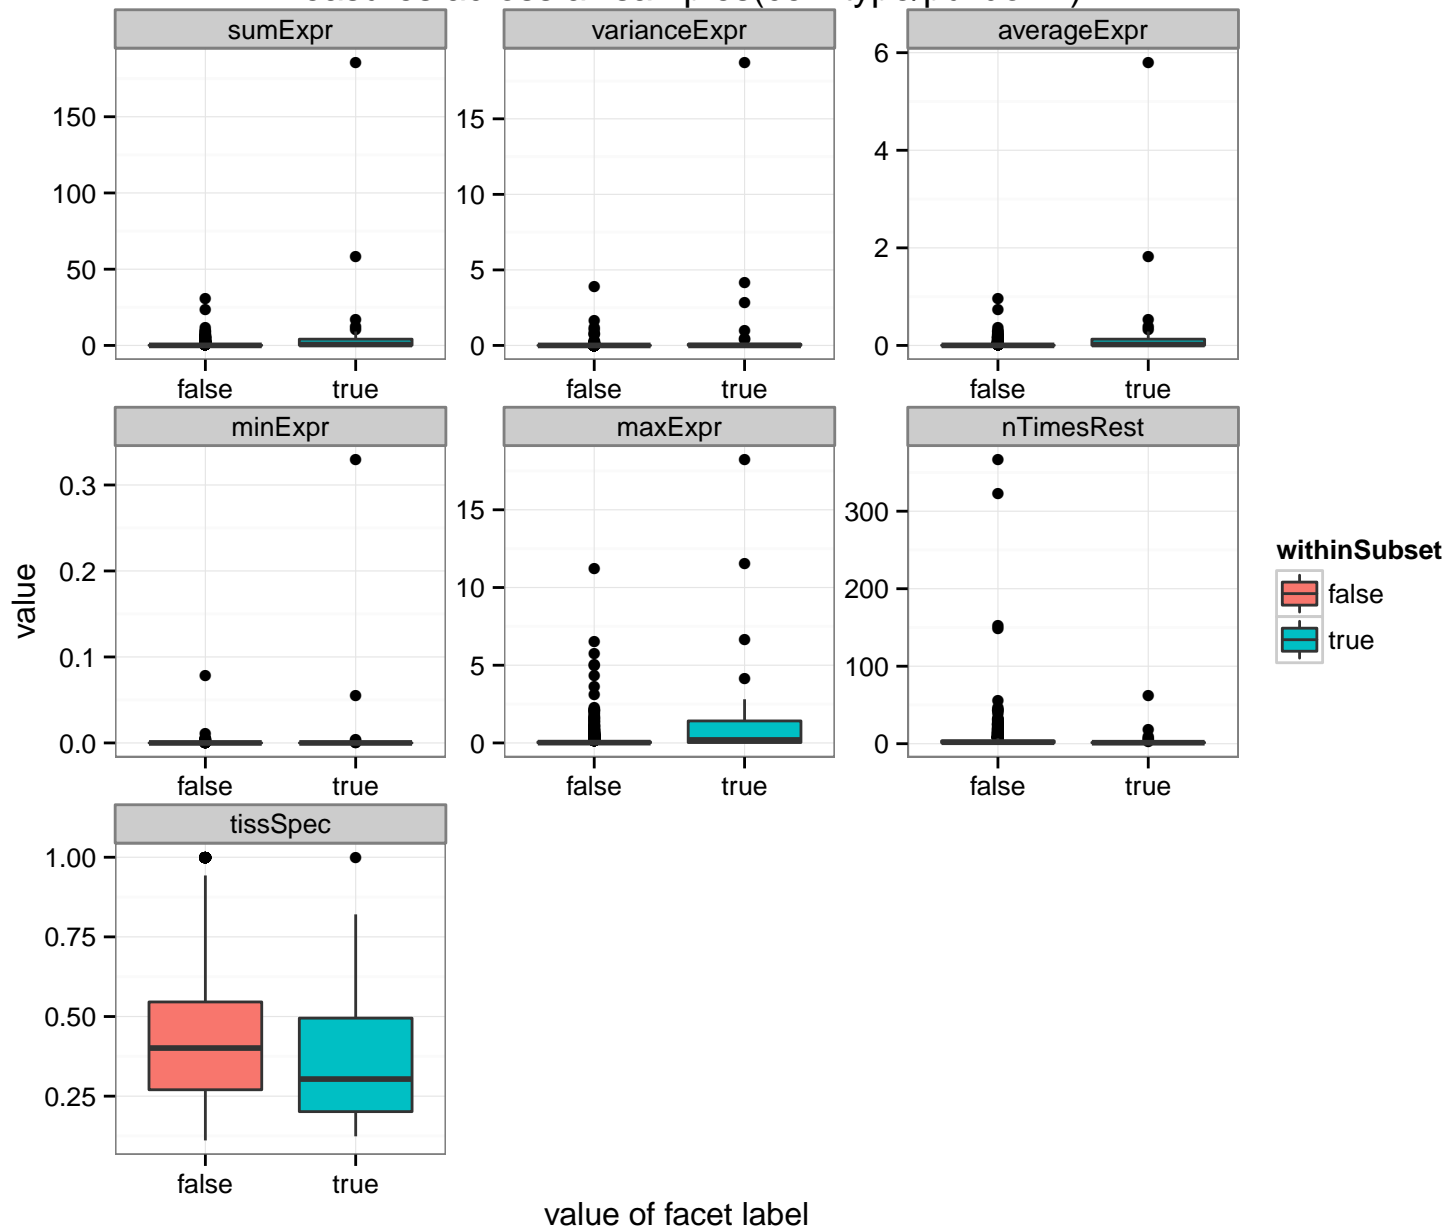 sumExpr varianceExpr averageExpr
150
100
50
0
15
10
5
0
6
4
2
0
false true false true false true
minExpr maxExpr nTimesRest
0.3
0.2
0.1
0.0
15
10
5
0
300
200
100
0
false true false true false true
tissSpec
1.00
0.75
0.50
0.25
false true
value
value of facet label
withinSubset
false
true